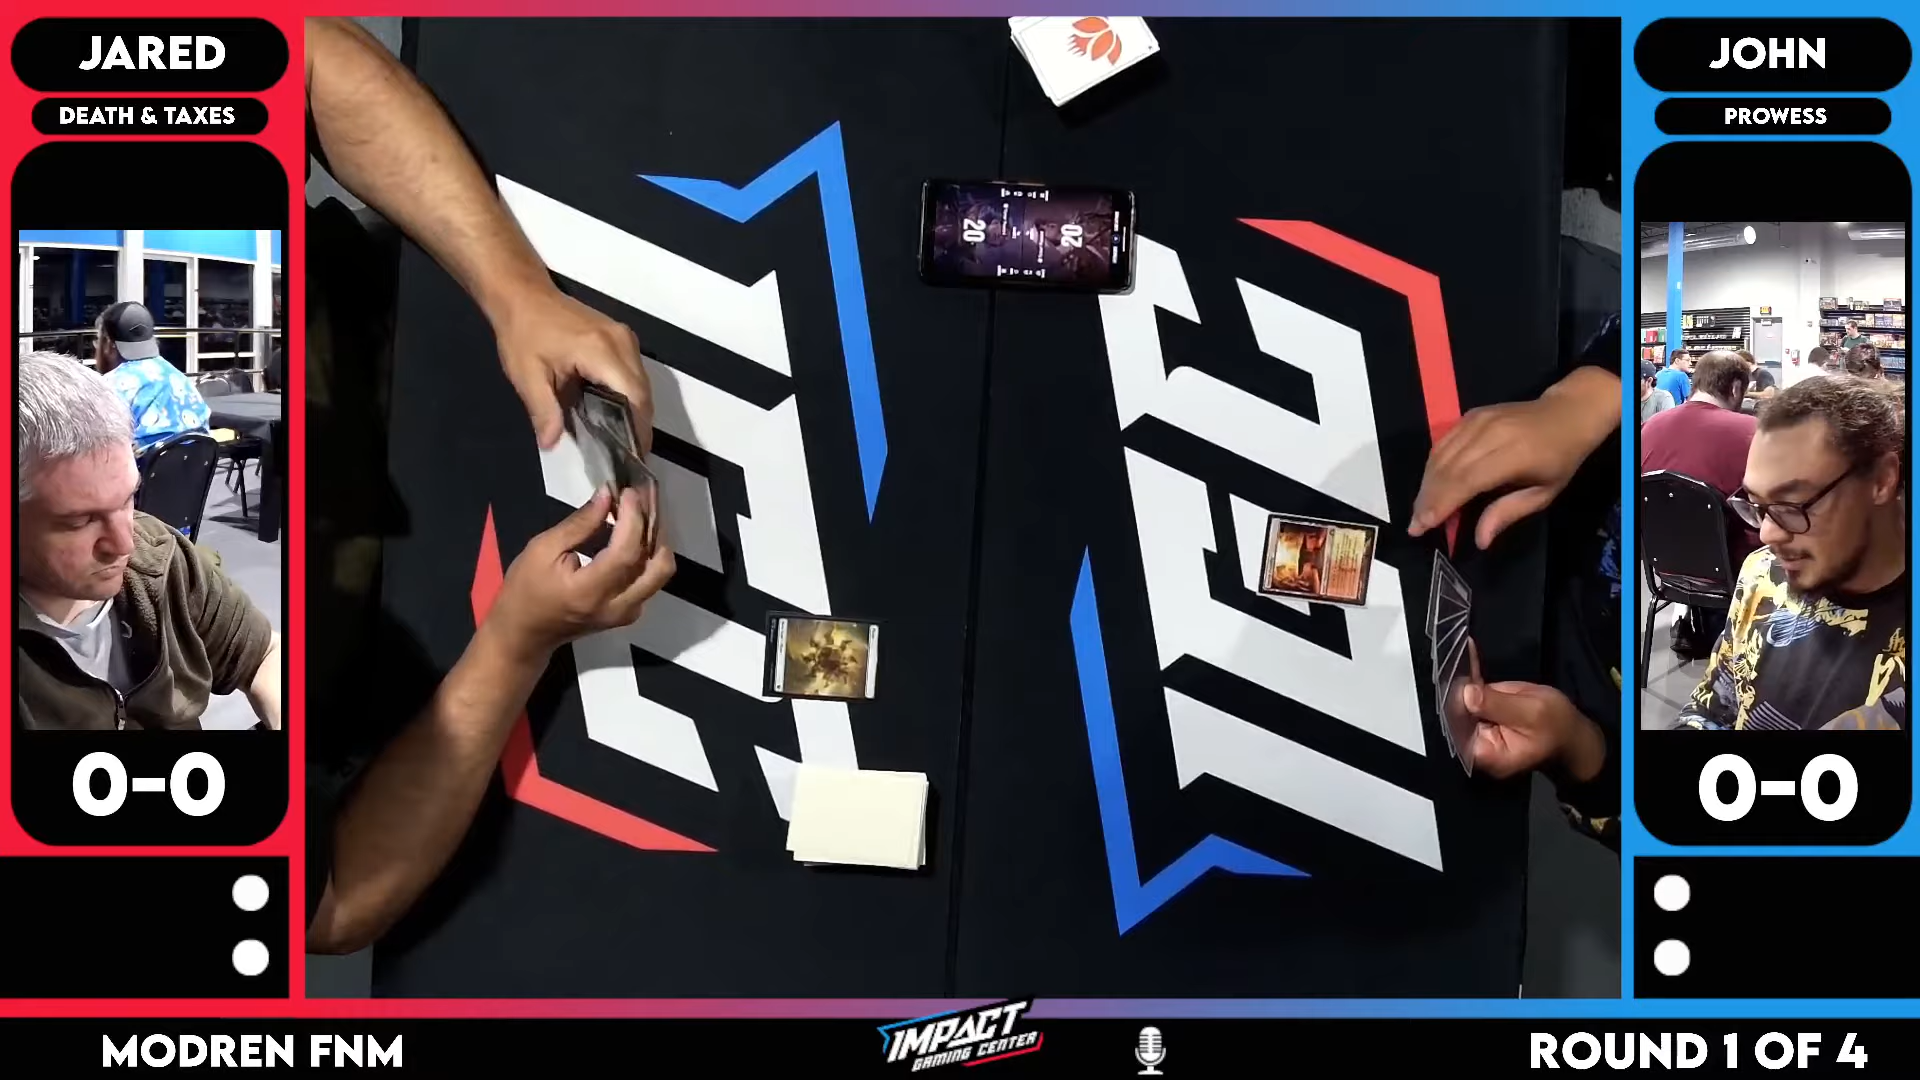 JARED
DEATH & TAXES
0-0
20
20
JOHN
PROWESS
0-0
MODREN FNM
IMPACT
GAMING CENTER
ROUND 1 OF 4